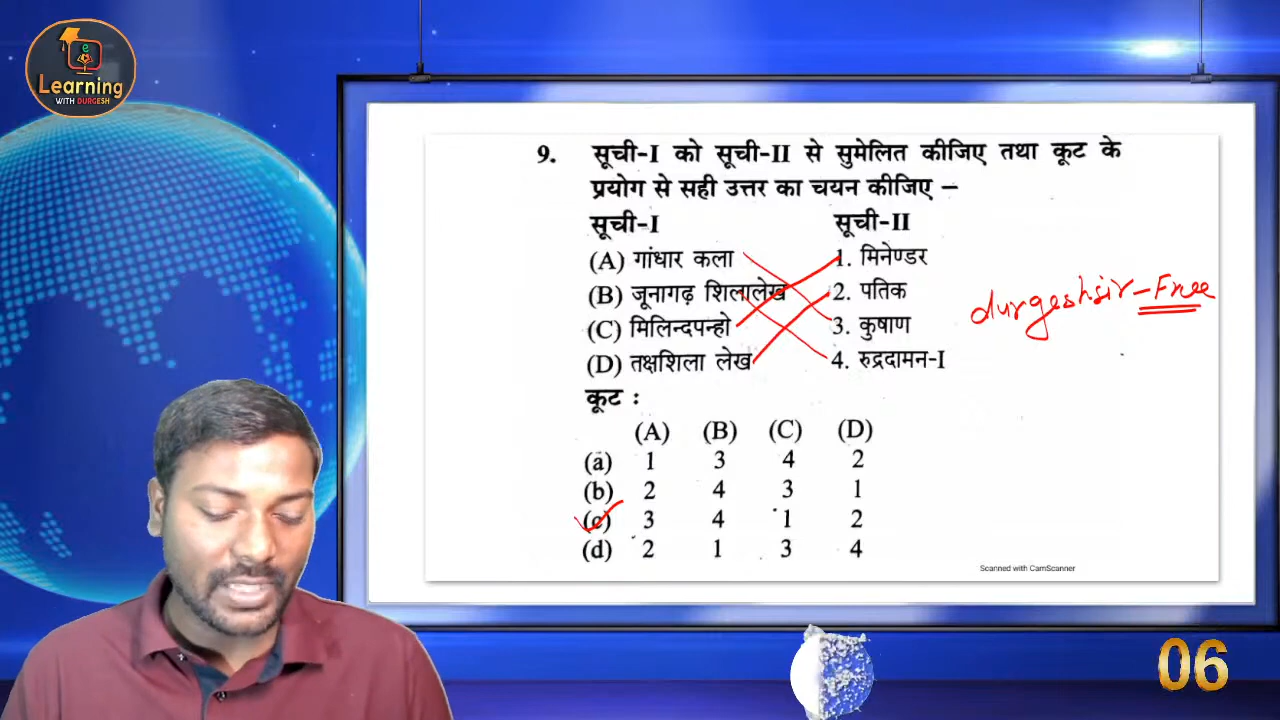 e
Learning
WITH DURGESH
9. सूची-I को सूची-II से सुमेलित कीजिए तथा कूट के
प्रयोग से सही उत्तर का चयन कीजिए –
सूची-I सूची-II
(A) गांधार कला 1. मिनेण्डर
(B) जूनागढ़ शिलालेख 2. पतिक
(C) मिलिन्दपन्हो 3. कुषाण
(D) तक्षशिला लेख 4. रुद्रदामन-I
durgeshsir-Free
कूट :
(A) (B) (C) (D)
(a) 1 3 4 2
(b) 2 4 3 1
(c) 3 4 1 2
(d) 2 1 3 4
Scanned with CamScanner
06